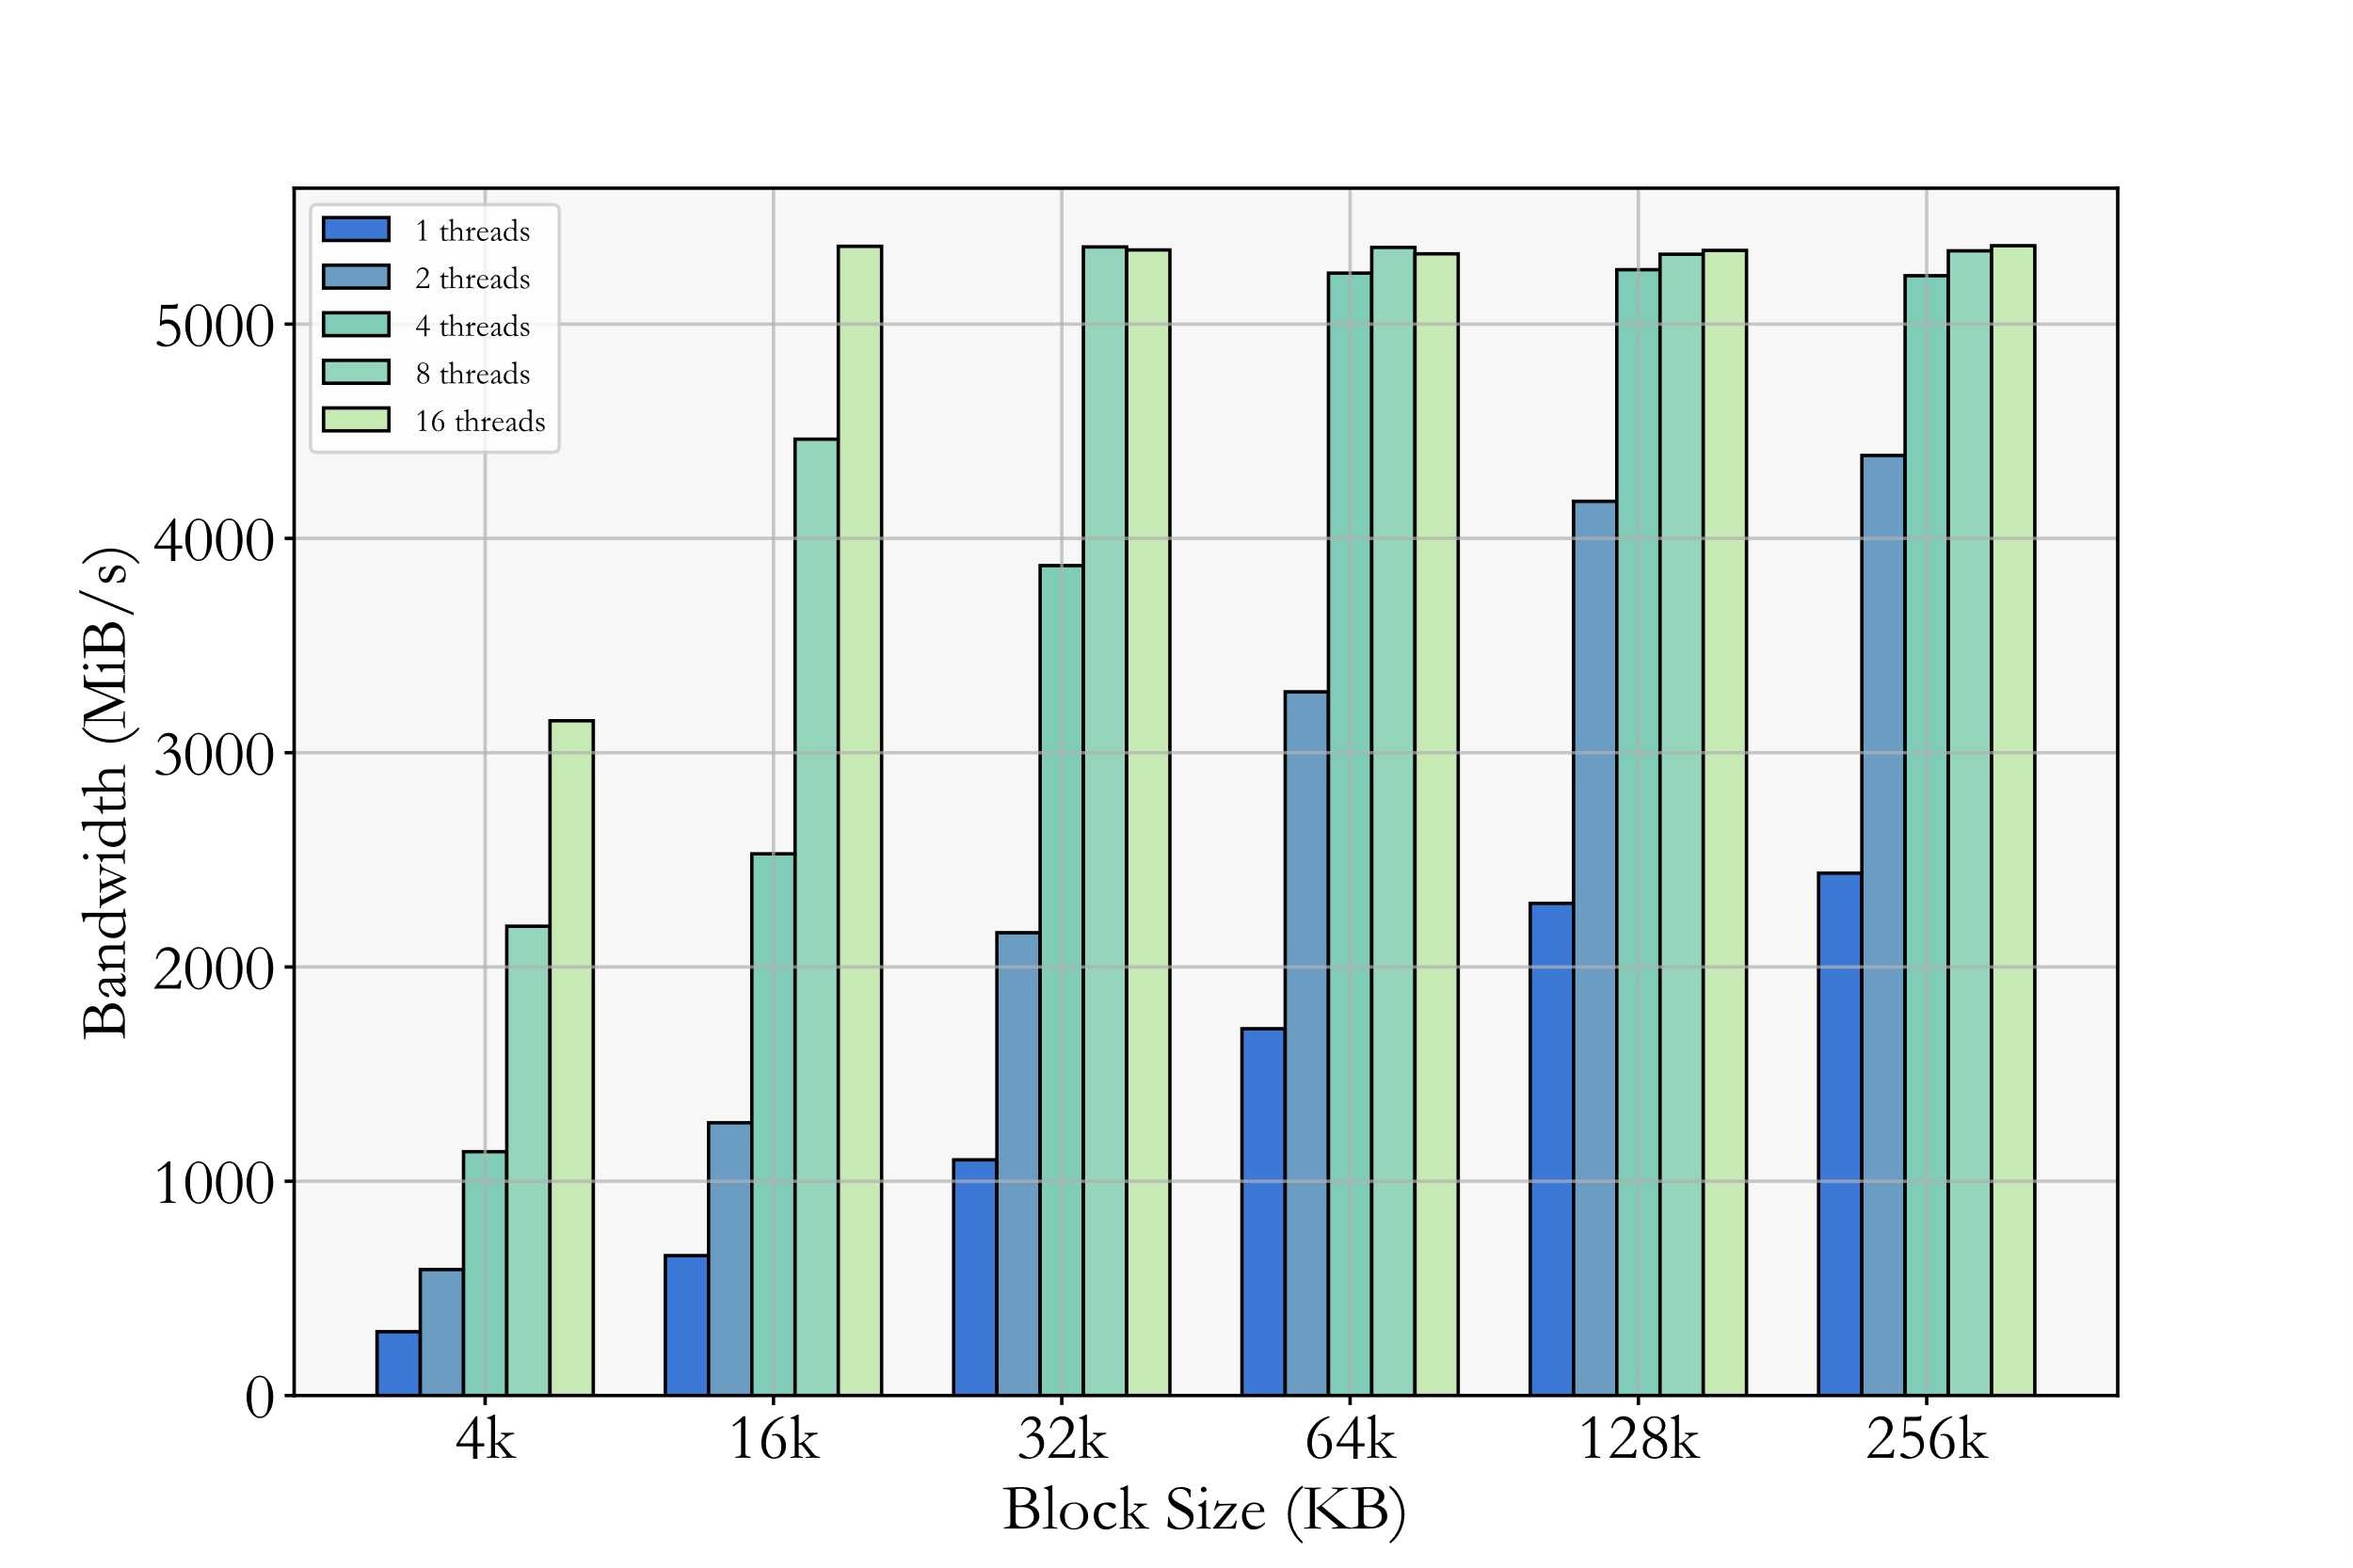 1 threads
2 threads
4 threads
8 threads
16 threads
5000
4000
3000
2000
1000
0
Bandwidth (MiB/s)
4k 16k 32k 64k 128k 256k
Block Size (KB)